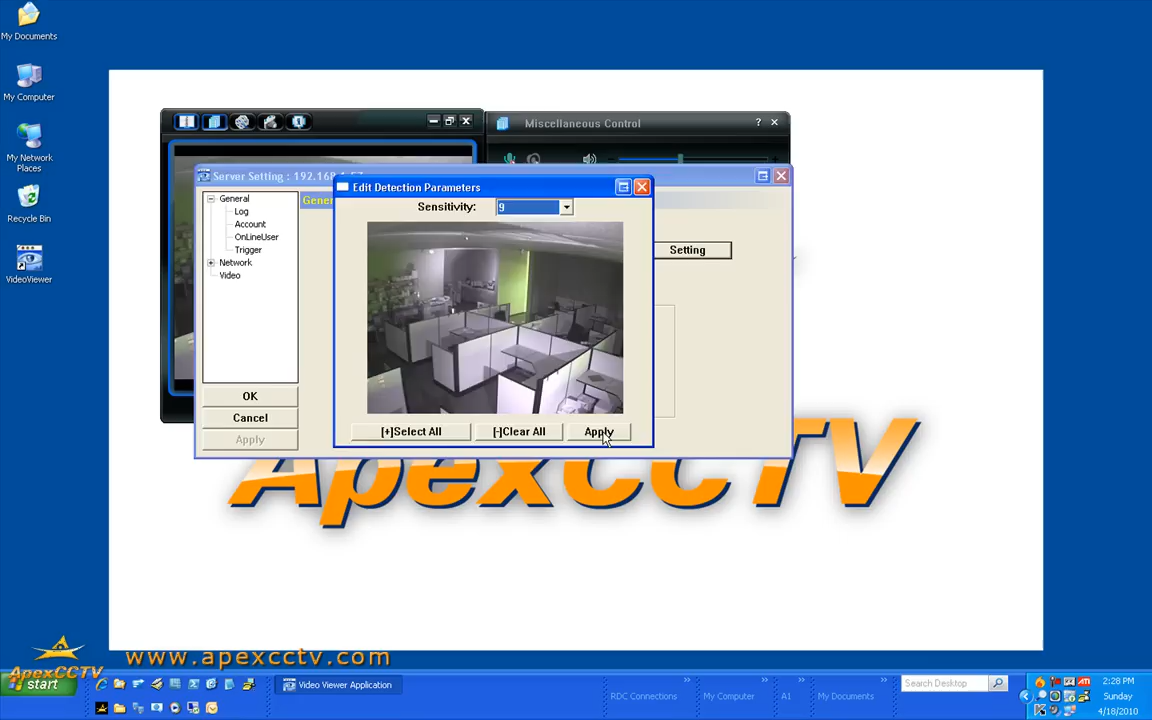 My Documents
My Computer
My Network
Places
Recycle Bin
VideoViewer
Miscellaneous Control
? ×
Server Setting : 192.168
Edit Detection Parameters
General
Log
Account
OnLineUser
Trigger
Network
Video
OK
Cancel
Apply
Gener
Sensitivity: 9
Setting
[+]Select All [-]Clear All Apply
ApexCCTV
www.apexcctv.com
ApexCCTV
start
Video Viewer Application
RDC Connections
My Computer
A1
My Documents
Search Desktop
2:28 PM
Sunday
4/18/2010